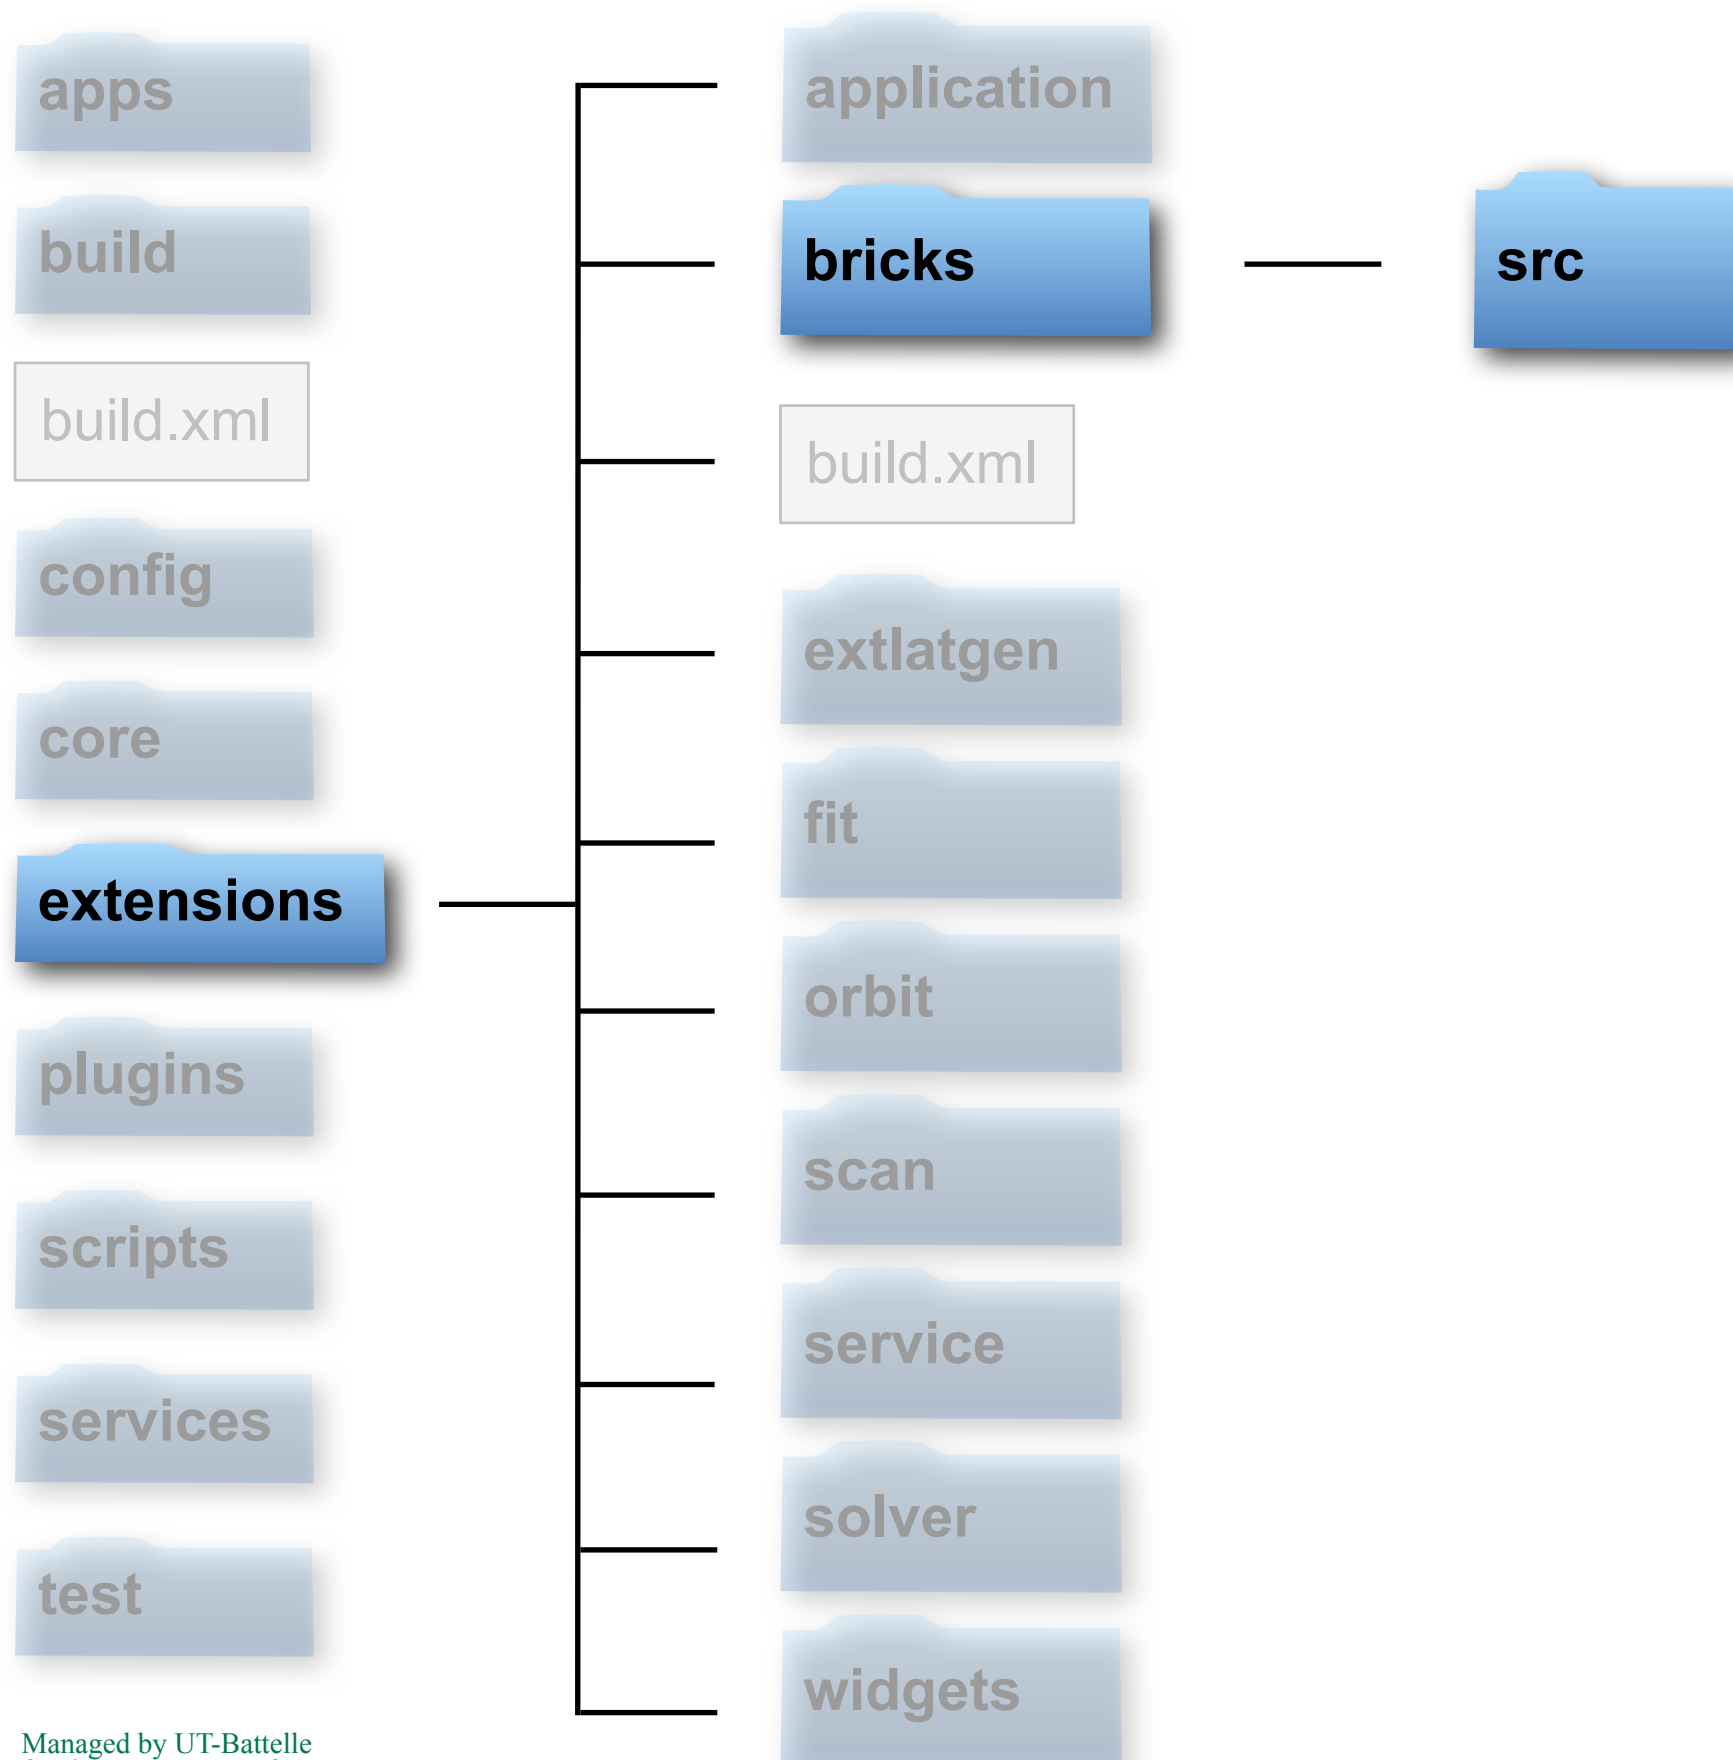 apps
build
build.xml
config
core
extensions
plugins
scripts
services
test
application
bricks
build.xml
extlatgen
fit
orbit
scan
service
solver
widgets
src
Managed by UT-Battelle